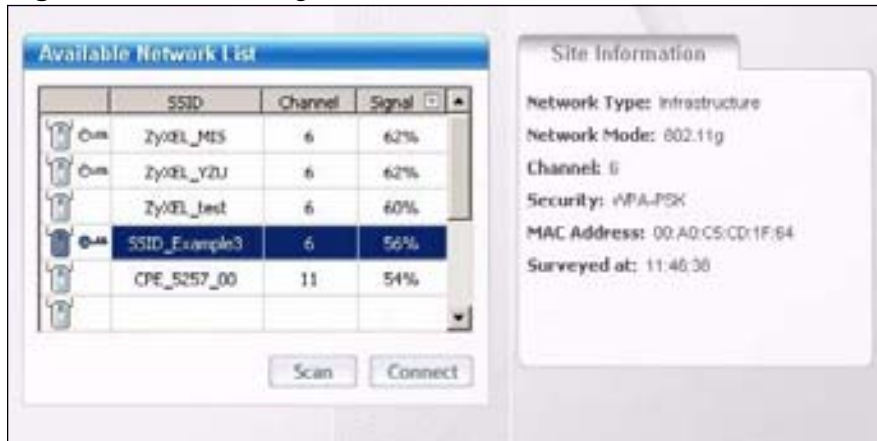 Available Network List
SSID Channel Signal
ZyXEL_MIS 6 62%
ZyXEL_YZU 6 62%
ZyXEL_test 6 60%
SSID_Example3 6 56%
CPE_5257_00 11 54%
Scan Connect
Site Information
Network Type: Infrastructure
Network Mode: 802.11g
Channel: 6
Security: WPA-PSK
MAC Address: 00:A0:C5:CD:1F:64
Surveyed at: 11:46:36